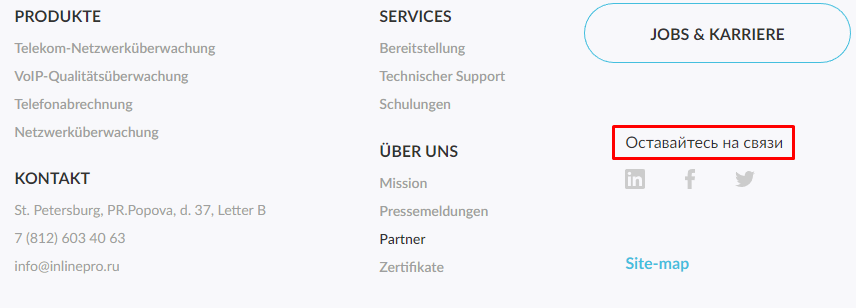 PRODUKTE
Telekom-Netzwerküberwachung
VoIP-Qualitätsüberwachung
Telefonabrechnung
Netzwerküberwachung
KONTAKT
St. Petersburg, PR.Popova, d. 37, Letter B
7 (812) 603 40 63
info@inlinepro.ru
SERVICES
Bereitstellung
Technischer Support
Schulungen
ÜBER UNS
Mission
Pressemeldungen
Partner
Zertifikate
JOBS & KARRIERE
Оставайтесь на связи
Site-map